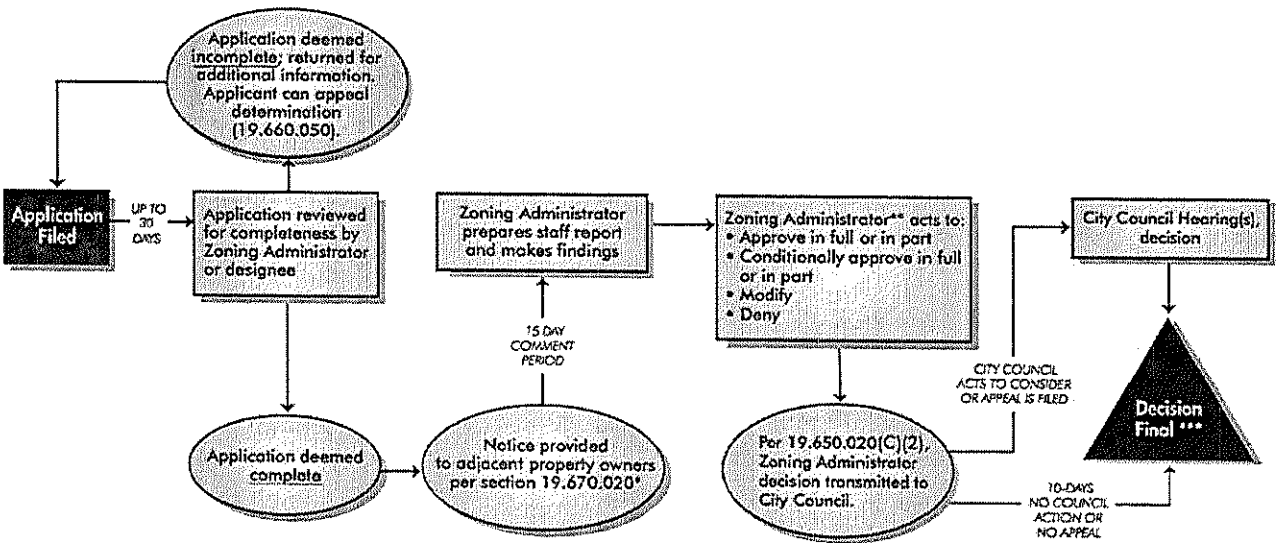 Application deemed
incomplete; returned for
additional information.
Applicant can appeal
determination
(19.660.050).
Application
Filed
UP TO
30
DAYS
Application reviewed
for completeness by
Zoning Administrator
or designee
Application deemed
complete
Notice provided
to adjacent property owners
per section 19.670.020*
15 DAY
COMMENT
PERIOD
Zoning Administrator
prepares staff report
and makes findings
Zoning Administrator** acts to:
• Approve in full or in part
• Conditionally approve in full
or in part
• Modify
• Deny
Per 19.650.020(C)(2),
Zoning Administrator
decision transmitted to
City Council.
CITY COUNCIL
ACTS TO CONSIDER
OR APPEAL IS FILED
City Council Hearing(s),
decision
10-DAYS
NO COUNCIL
ACTION OR
NO APPEAL
Decision
Final ***